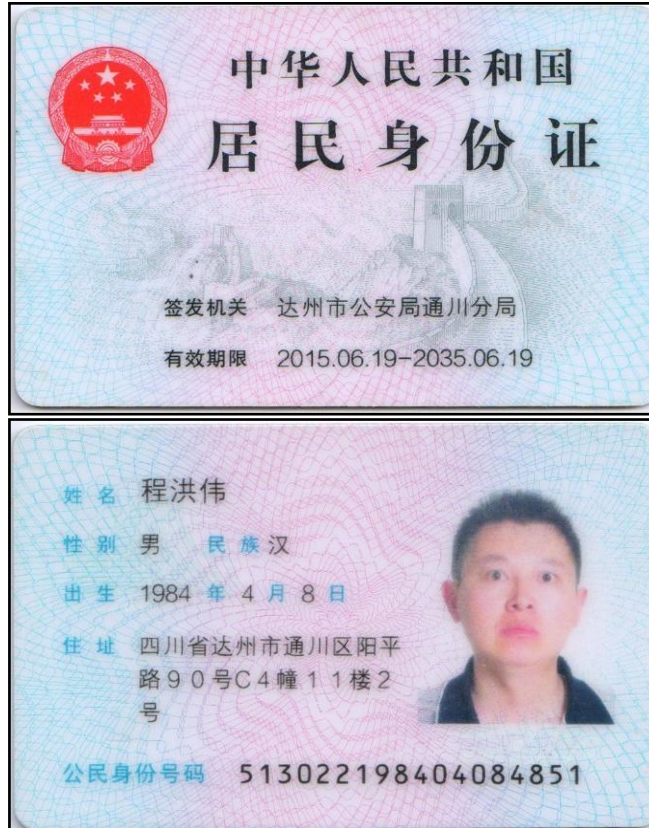 中华人民共和国
居民身份证
签发机关 达州市公安局通川分局
有效期限 2015.06.19-2035.06.19
姓名 程洪伟
性别 男 民族 汉
出生 1984 年 4 月 8 日
住址 四川省达州市通川区阳平
路90号C4幢11楼2
号
公民身份号码 513022198404084851